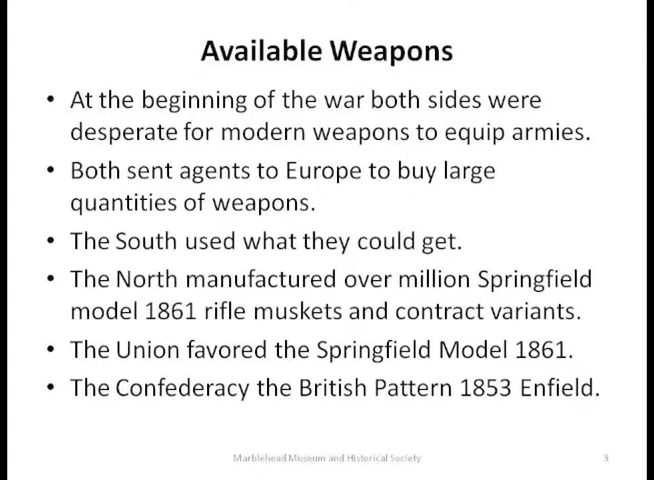 Available Weapons
• At the beginning of the war both sides were
desperate for modern weapons to equip armies.
• Both sent agents to Europe to buy large
quantities of weapons.
• The South used what they could get.
• The North manufactured over million Springfield
model 1861 rifle muskets and contract variants.
• The Union favored the Springfield Model 1861.
• The Confederacy the British Pattern 1853 Enfield.
Marblehead Museum and Historical Society
3